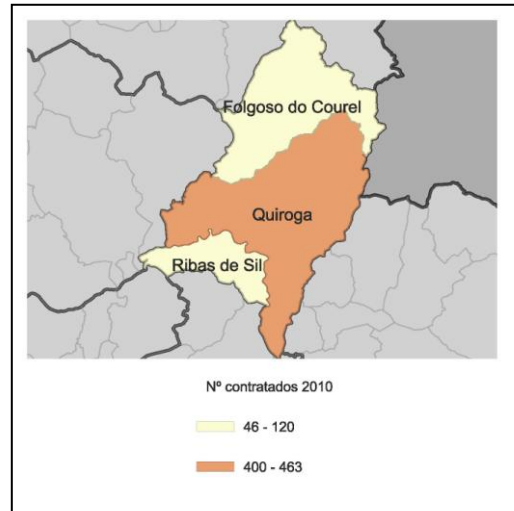 Folgoso do Courel
Quiroga
Ribas de Sil
Nº contratados 2010
46 - 120
400 - 463